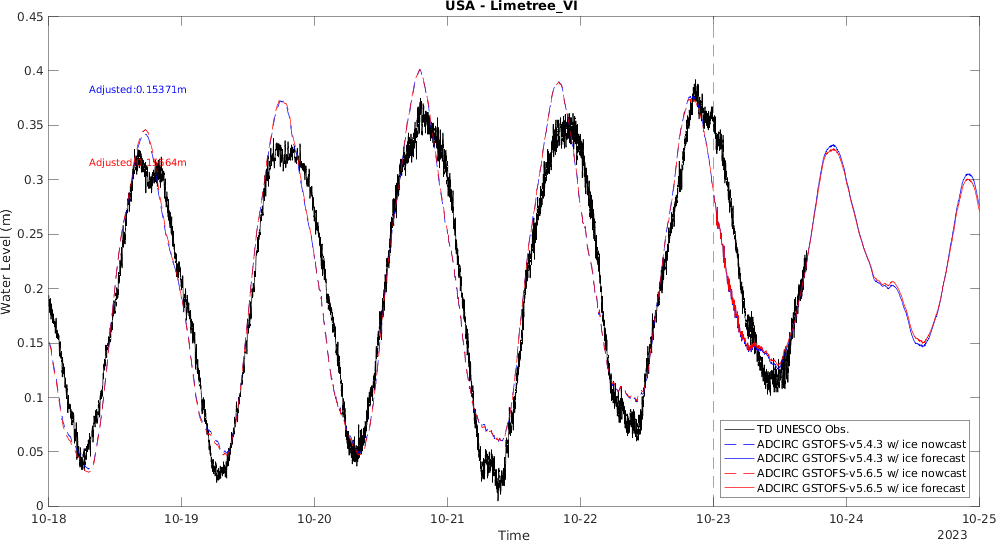 USA - Limetree_VI
0.45
0.4
0.35
0.3
0.25
0.2
0.15
0.1
0.05
0
Water Level (m)
Adjusted:0.15371m
10-18
10-19
10-20
10-21
10-22
10-23
10-24
10-25
Time
2023
TD UNESCO Obs.
ADCIRC GSTOFS-v5.4.3 w/ ice nowcast
ADCIRC GSTOFS-v5.4.3 w/ ice forecast
ADCIRC GSTOFS-v5.6.5 w/ ice nowcast
ADCIRC GSTOFS-v5.6.5 w/ ice forecast